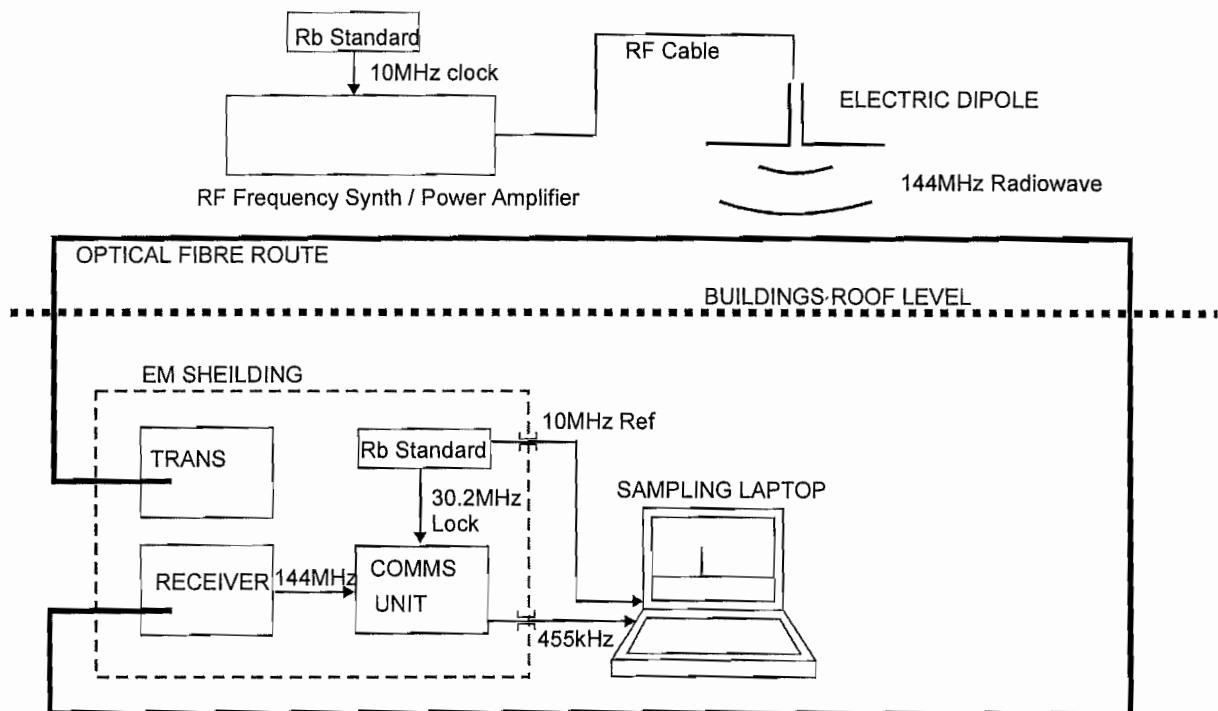 Rb Standard
10MHz clock
RF Cable
ELECTRIC DIPOLE
144MHz Radiowave
RF Frequency Synth / Power Amplifier
OPTICAL FIBRE ROUTE
BUILDINGS ROOF LEVEL
EM SHEILDING
10MHz Ref
TRANS
Rb Standard
SAMPLING LAPTOP
30.2MHz
Lock
RECEIVER
144MHz
COMMS
UNIT
455kHz